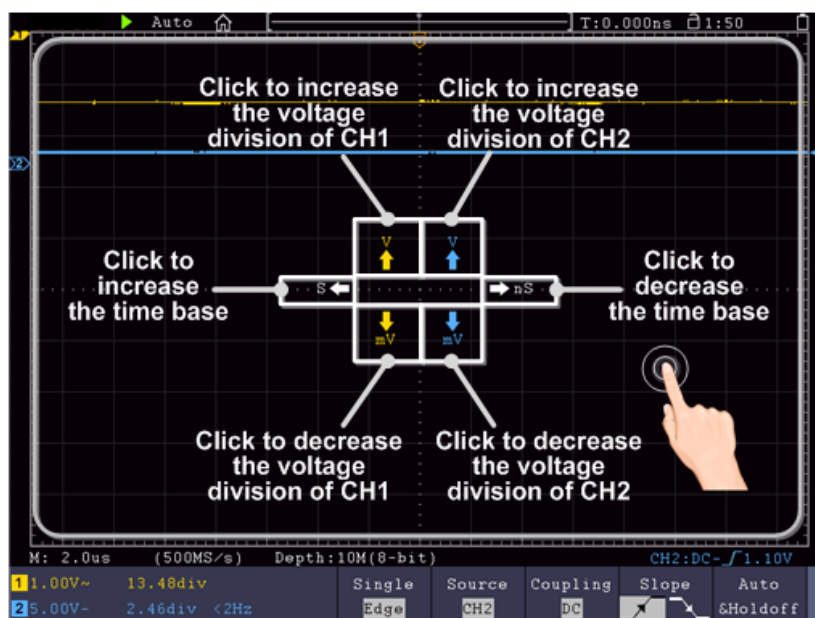 Auto T:0.000ns 1:50
1
Click to increase
the voltage
division of CH1
Click to increase
the voltage
division of CH2
2
V V
Click to
increase
the time base
S nS
Click to
decrease
the time base
mV mV
Click to decrease
the voltage
division of CH1
Click to decrease
the voltage
division of CH2
M: 2.0us (500MS/s) Depth:10M(8-bit) CH2:DC- 1.10V
1 1.00V~ 13.48div Single Source Coupling Slope Auto
2 5.00V- 2.46div <2Hz Edge CH2 DC &Holdoff